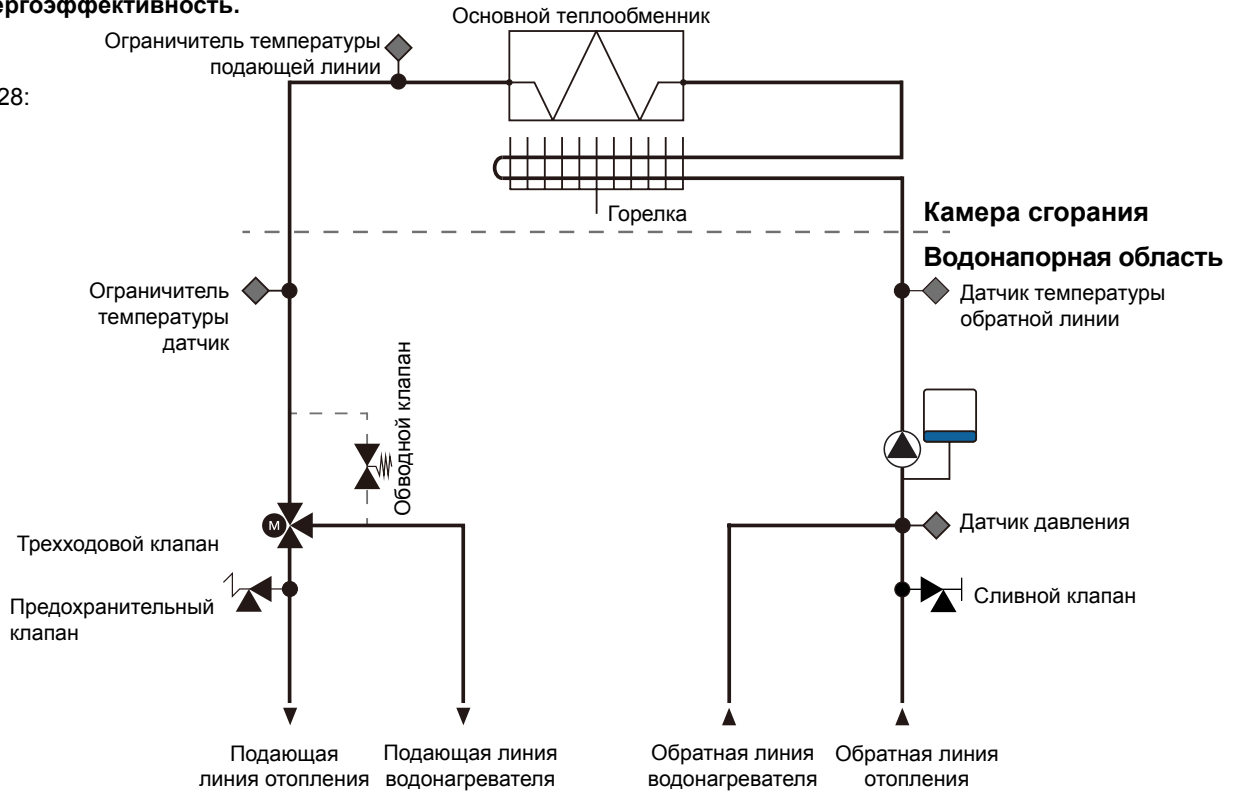 ергоэффективность.
28:
Основной теплообменник
Ограничитель температуры
подающей линии
Горелка
Камера сгорания
Водонапорная область
Ограничитель
температуры
датчик
Датчик температуры
обратной линии
Обводной клапан
M
Трехходовой клапан
Датчик давления
Предохранительный
клапан
Сливной клапан
Подающая
линия отопления
Подающая линия
водонагревателя
Обратная линия
водонагревателя
Обратная линия
отопления